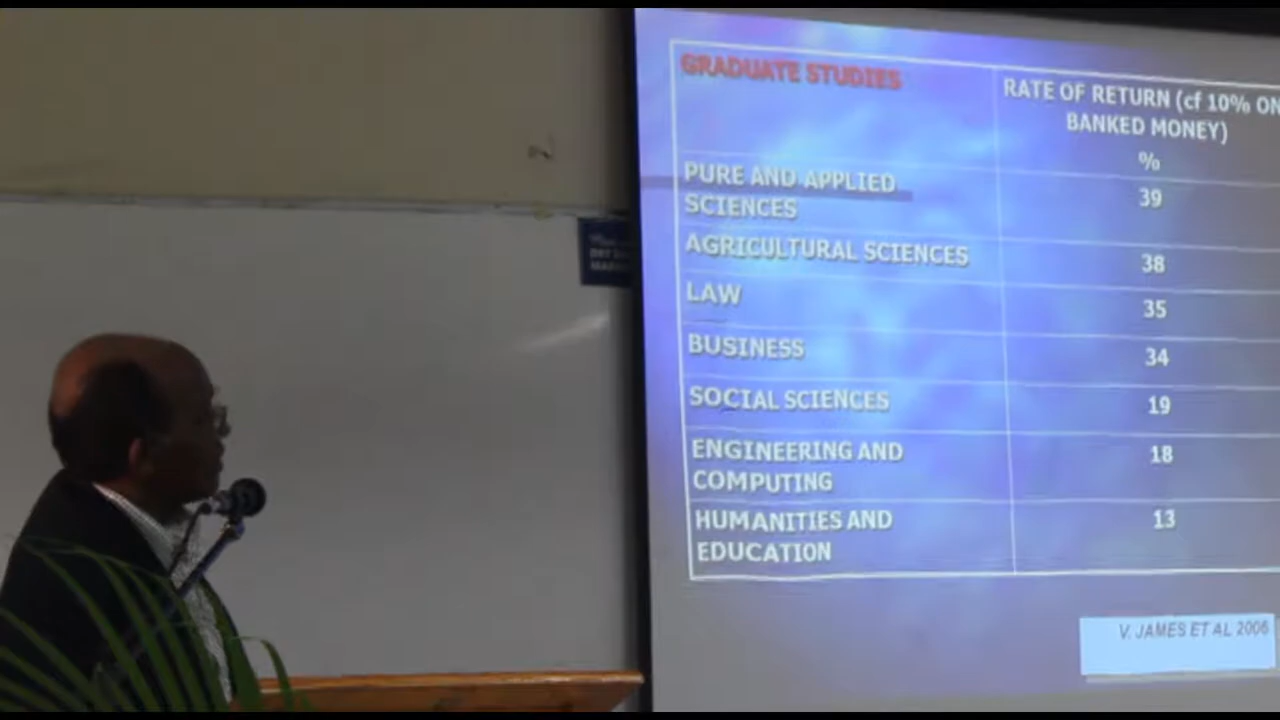 GRADUATE STUDIES
RATE OF RETURN (cf 10% ON
BANKED MONEY)
%
PURE AND APPLIED
SCIENCES
39
AGRICULTURAL SCIENCES
38
LAW
35
BUSINESS
34
SOCIAL SCIENCES
19
ENGINEERING AND
COMPUTING
18
HUMANITIES AND
EDUCATION
13
V. JAMES ET AL 2006